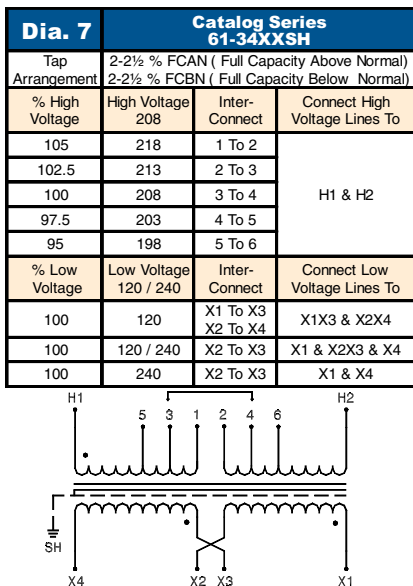 Dia. 7
Catalog Series
61-34XXSH
Tap Arrangement
2-2½ % FCAN ( Full Capacity Above Normal)
2-2½ % FCBN ( Full Capacity Below Normal)
% High Voltage
High Voltage 208
Inter-Connect
Connect High Voltage Lines To
105 218 1 To 2
102.5 213 2 To 3
100 208 3 To 4 H1 & H2
97.5 203 4 To 5
95 198 5 To 6
% Low Voltage
Low Voltage 120 / 240
Inter-Connect
Connect Low Voltage Lines To
100 120 X1 To X3 X2 To X4 X1X3 & X2X4
100 120 / 240 X2 To X3 X1 & X2X3 & X4
100 240 X2 To X3 X1 & X4
H1 H2
5 3 1 2 4 6
SH
X4 X2 X3 X1